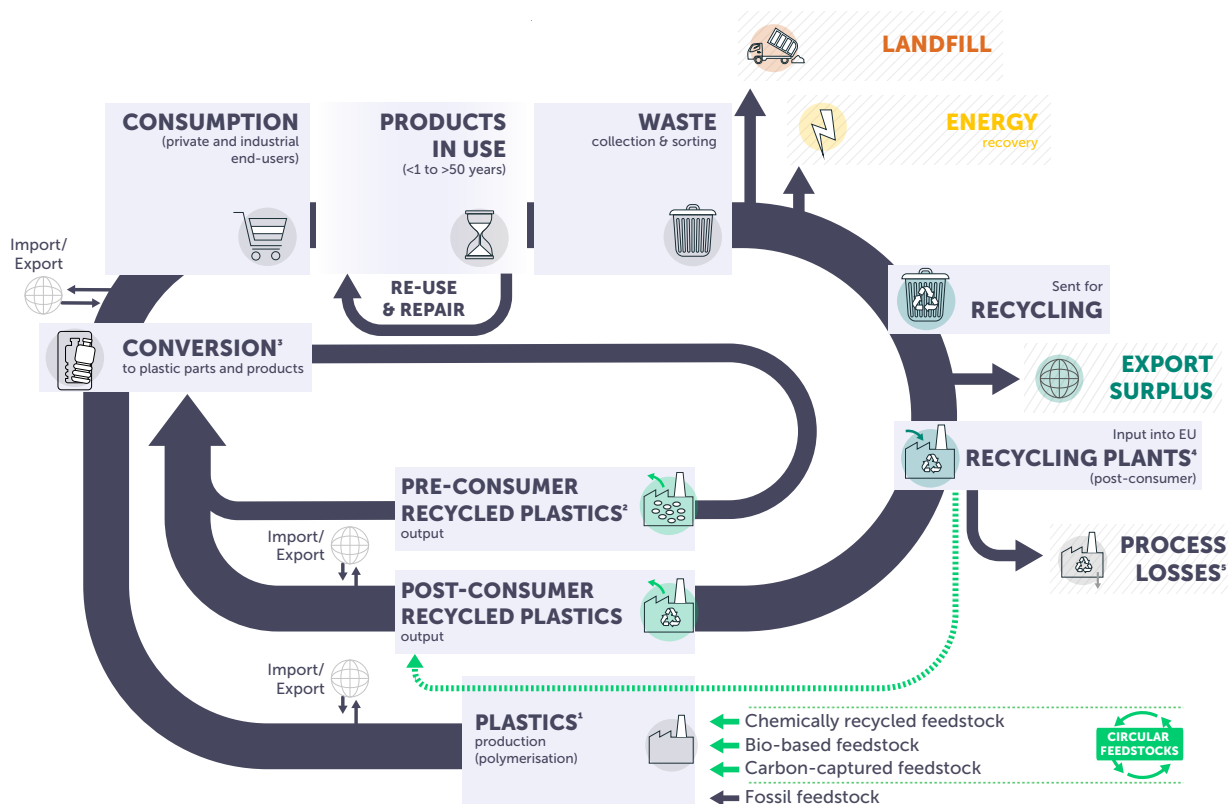 LANDFILL
ENERGY
recovery
CONSUMPTION
(private and industrial
end-users)
PRODUCTS
IN USE
(<1 to >50 years)
WASTE
collection & sorting
Import/
Export
RE-USE
& REPAIR
Sent for
RECYCLING
CONVERSION³
to plastic parts and products
EXPORT
SURPLUS
Input into EU
RECYCLING PLANTS⁴
(post-consumer)
PRE-CONSUMER
RECYCLED PLASTICS²
output
Import/
Export
PROCESS
LOSSES⁵
POST-CONSUMER
RECYCLED PLASTICS
output
Import/
Export
PLASTICS¹
production
(polymerisation)
Chemically recycled feedstock
Bio-based feedstock
Carbon-captured feedstock
CIRCULAR
FEEDSTOCKS
Fossil feedstock